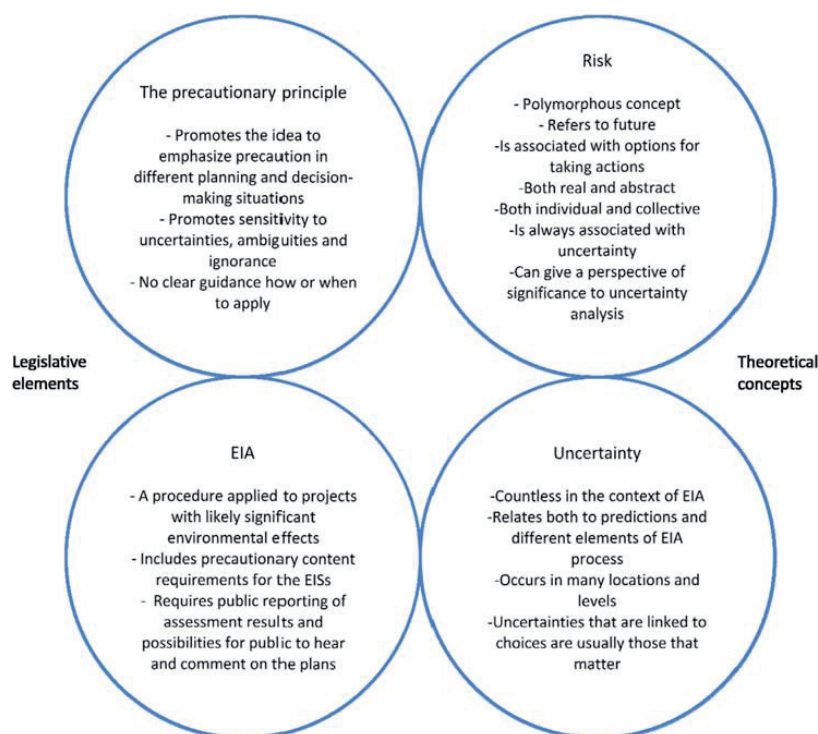 The precautionary principle
- Promotes the idea to
emphasize precaution in
different planning and decision-
making situations
- Promotes sensitivity to
uncertainties, ambiguities and
ignorance
- No clear guidance how or when
to apply
Risk
- Polymorphous concept
- Refers to future
-Is associated with options for
taking actions
-Both real and abstract
-Both individual and collective
-Is always associated with
uncertainty
-Can give a perspective of
significance to uncertainty
analysis
Legislative
elements
Theoretical
concepts
EIA
- A procedure applied to projects
with likely significant
environmental effects
- Includes precautionary content
requirements for the EISs
- Requires public reporting of
assessment results and
possibilities for public to hear
and comment on the plans
Uncertainty
-Countless in the context of EIA
-Relates both to predictions and
different elements of EIA
process
-Occurs in many locations and
levels
-Uncertainties that are linked to
choices are usually those that
matter